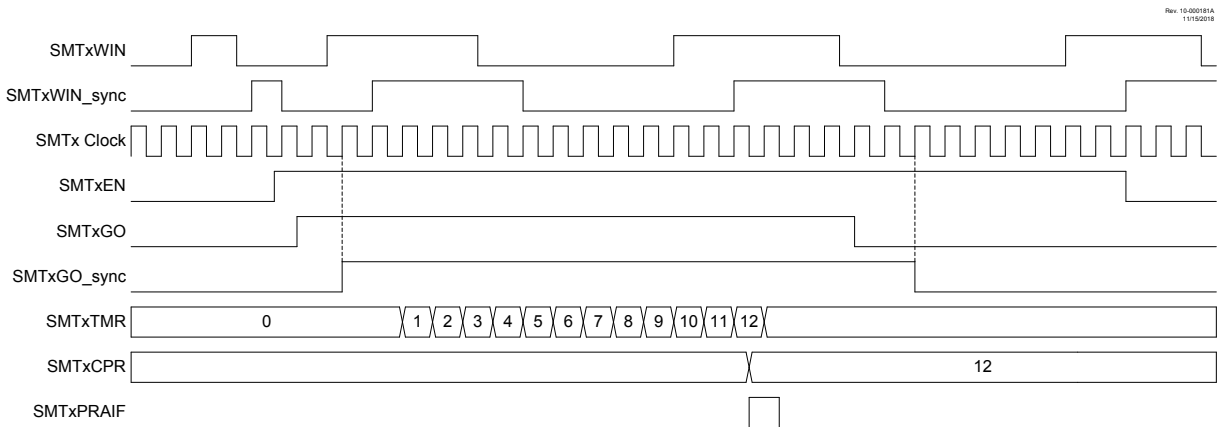 Rev. 10-000181A
11/15/2018
SMTxWIN
SMTxWIN_sync
SMTx Clock
SMTxEN
SMTxGO
SMTxGO_sync
SMTxTMR 0 1 2 3 4 5 6 7 8 9 10 11 12
SMTxCPR 12
SMTxPRAIF